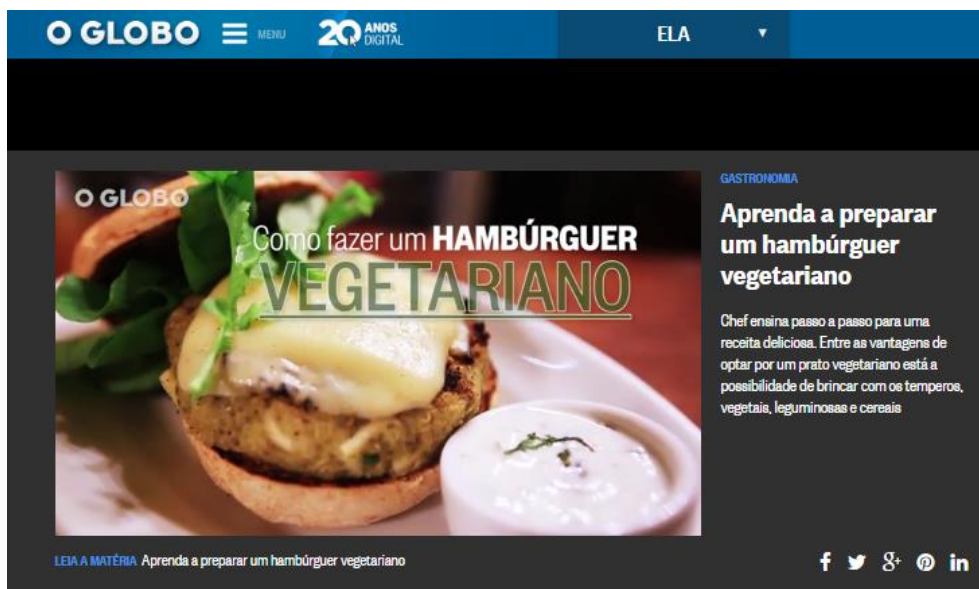 O GLOBO MENU 20 ANOS DIGITAL ELA
O GLOBO
Como fazer um HAMBÚRGUER
VEGETARIANO
GASTRONOMIA
Aprenda a preparar
um hambúrguer
vegetariano
Chef ensina passo a passo para uma
receita deliciosa. Entre as vantagens de
optar por um prato vegetariano está a
possibilidade de brincar com os temperos,
vegetais, leguminosas e cereais
LEIA A MATÉRIA Aprenda a preparar um hambúrguer vegetariano